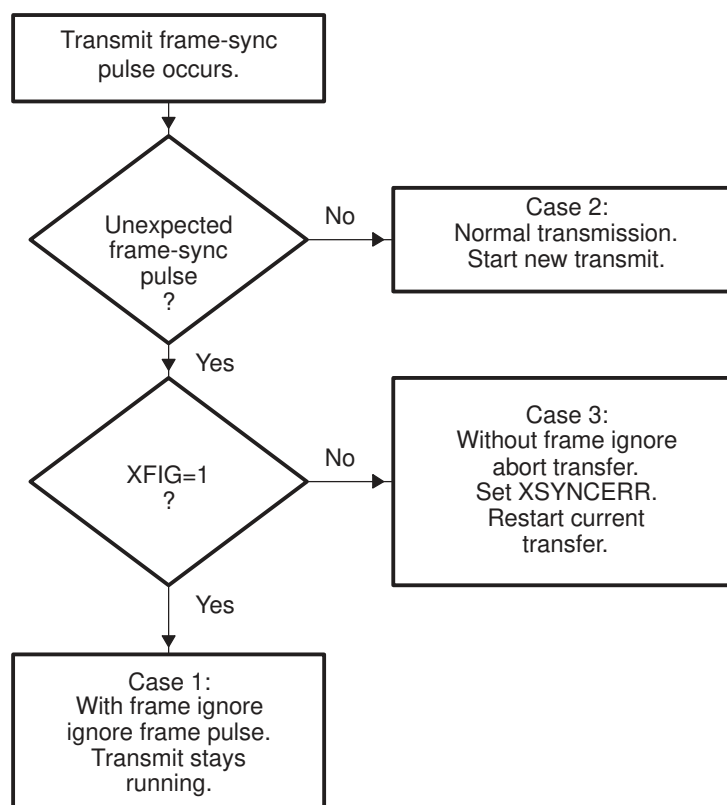 Transmit frame-sync
pulse occurs.
Unexpected
frame-sync
pulse
?
No
Case 2:
Normal transmission.
Start new transmit.
Yes
XFIG=1
?
No
Case 3:
Without frame ignore
abort transfer.
Set XSYNCERR.
Restart current
transfer.
Yes
Case 1:
With frame ignore
ignore frame pulse.
Transmit stays
running.